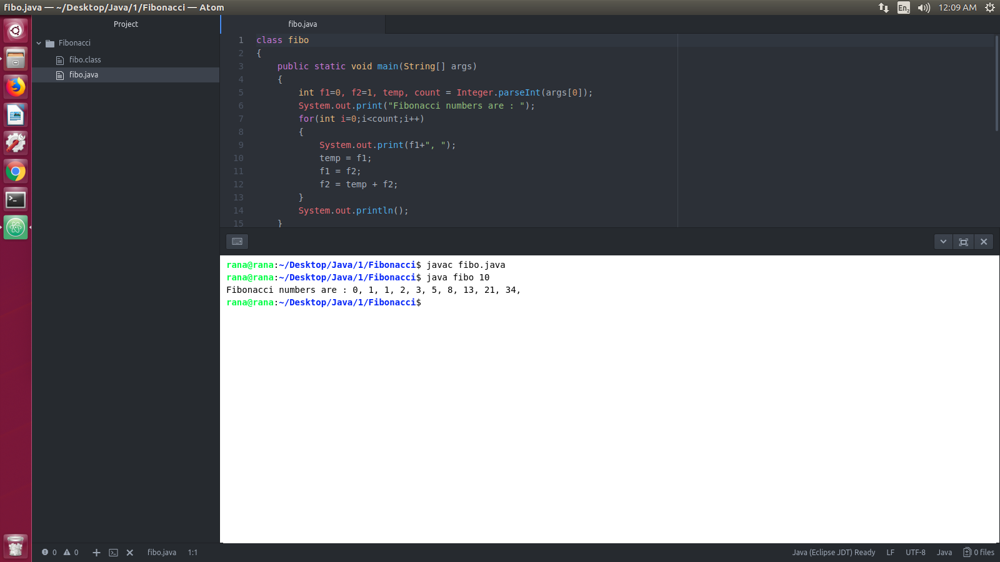 fibo.java — ~/Desktop/Java/1/Fibonacci — Atom
En2
12:09 AM
Project
fibo.java
Fibonacci
fibo.class
fibo.java
1 class fibo
2 {
3     public static void main(String[] args)
4     {
5         int f1=0, f2=1, temp, count = Integer.parseInt(args[0]);
6         System.out.print("Fibonacci numbers are : ");
7         for(int i=0;i<count;i++)
8         {
9             System.out.print(f1+", ");
10             temp = f1;
11             f1 = f2;
12             f2 = temp + f2;
13         }
14         System.out.println();
15     }
rana@rana:~/Desktop/Java/1/Fibonacci$ javac fibo.java
rana@rana:~/Desktop/Java/1/Fibonacci$ java fibo 10
Fibonacci numbers are : 0, 1, 1, 2, 3, 5, 8, 13, 21, 34,
rana@rana:~/Desktop/Java/1/Fibonacci$
0 0 fibo.java 1:1 Java (Eclipse JDT) Ready LF UTF-8 Java 0 files